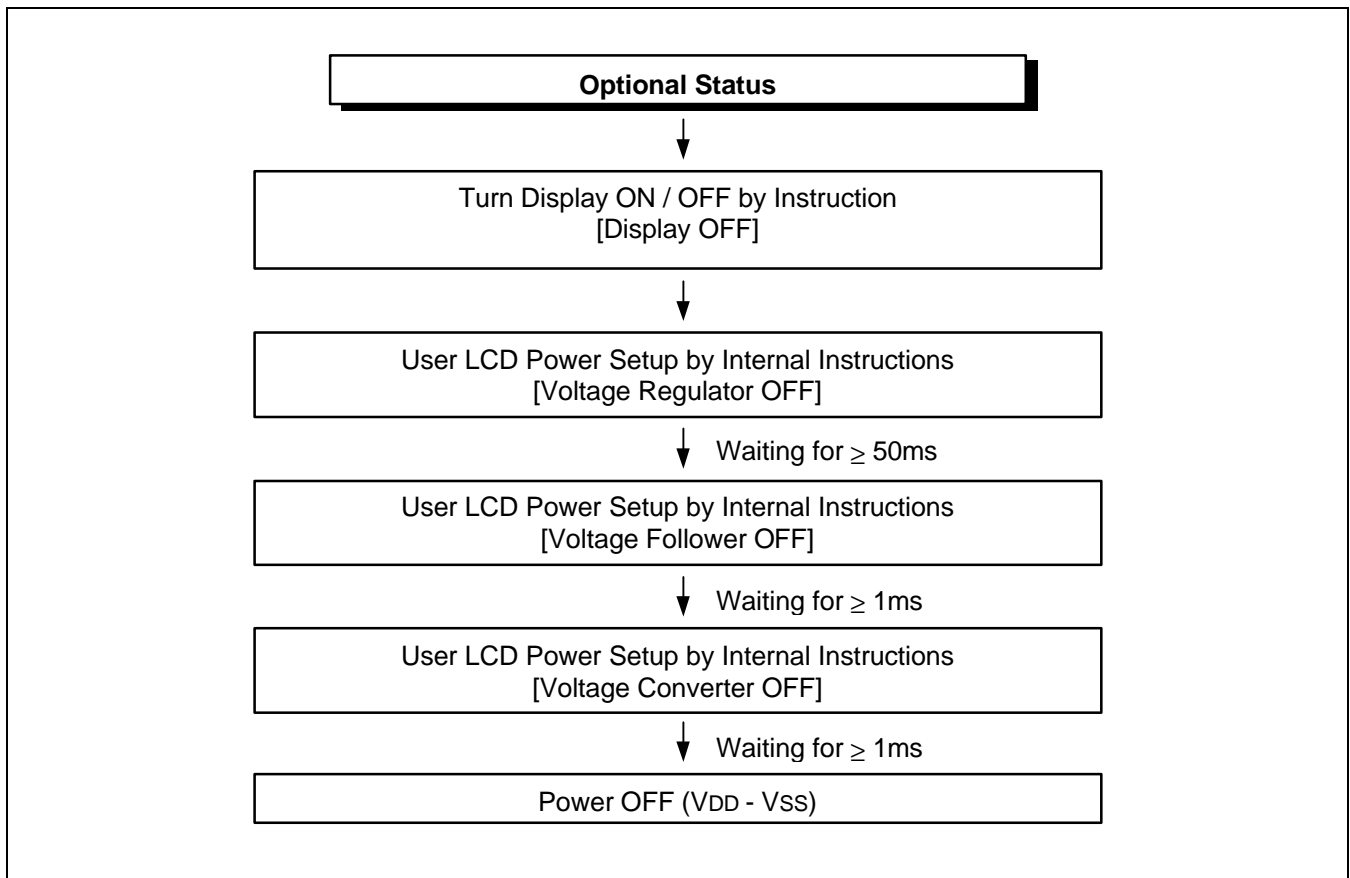 Optional Status
Turn Display ON / OFF by Instruction
[Display OFF]
User LCD Power Setup by Internal Instructions
[Voltage Regulator OFF]
Waiting for ≥ 50ms
User LCD Power Setup by Internal Instructions
[Voltage Follower OFF]
Waiting for ≥ 1ms
User LCD Power Setup by Internal Instructions
[Voltage Converter OFF]
Waiting for ≥ 1ms
Power OFF (VDD - VSS)